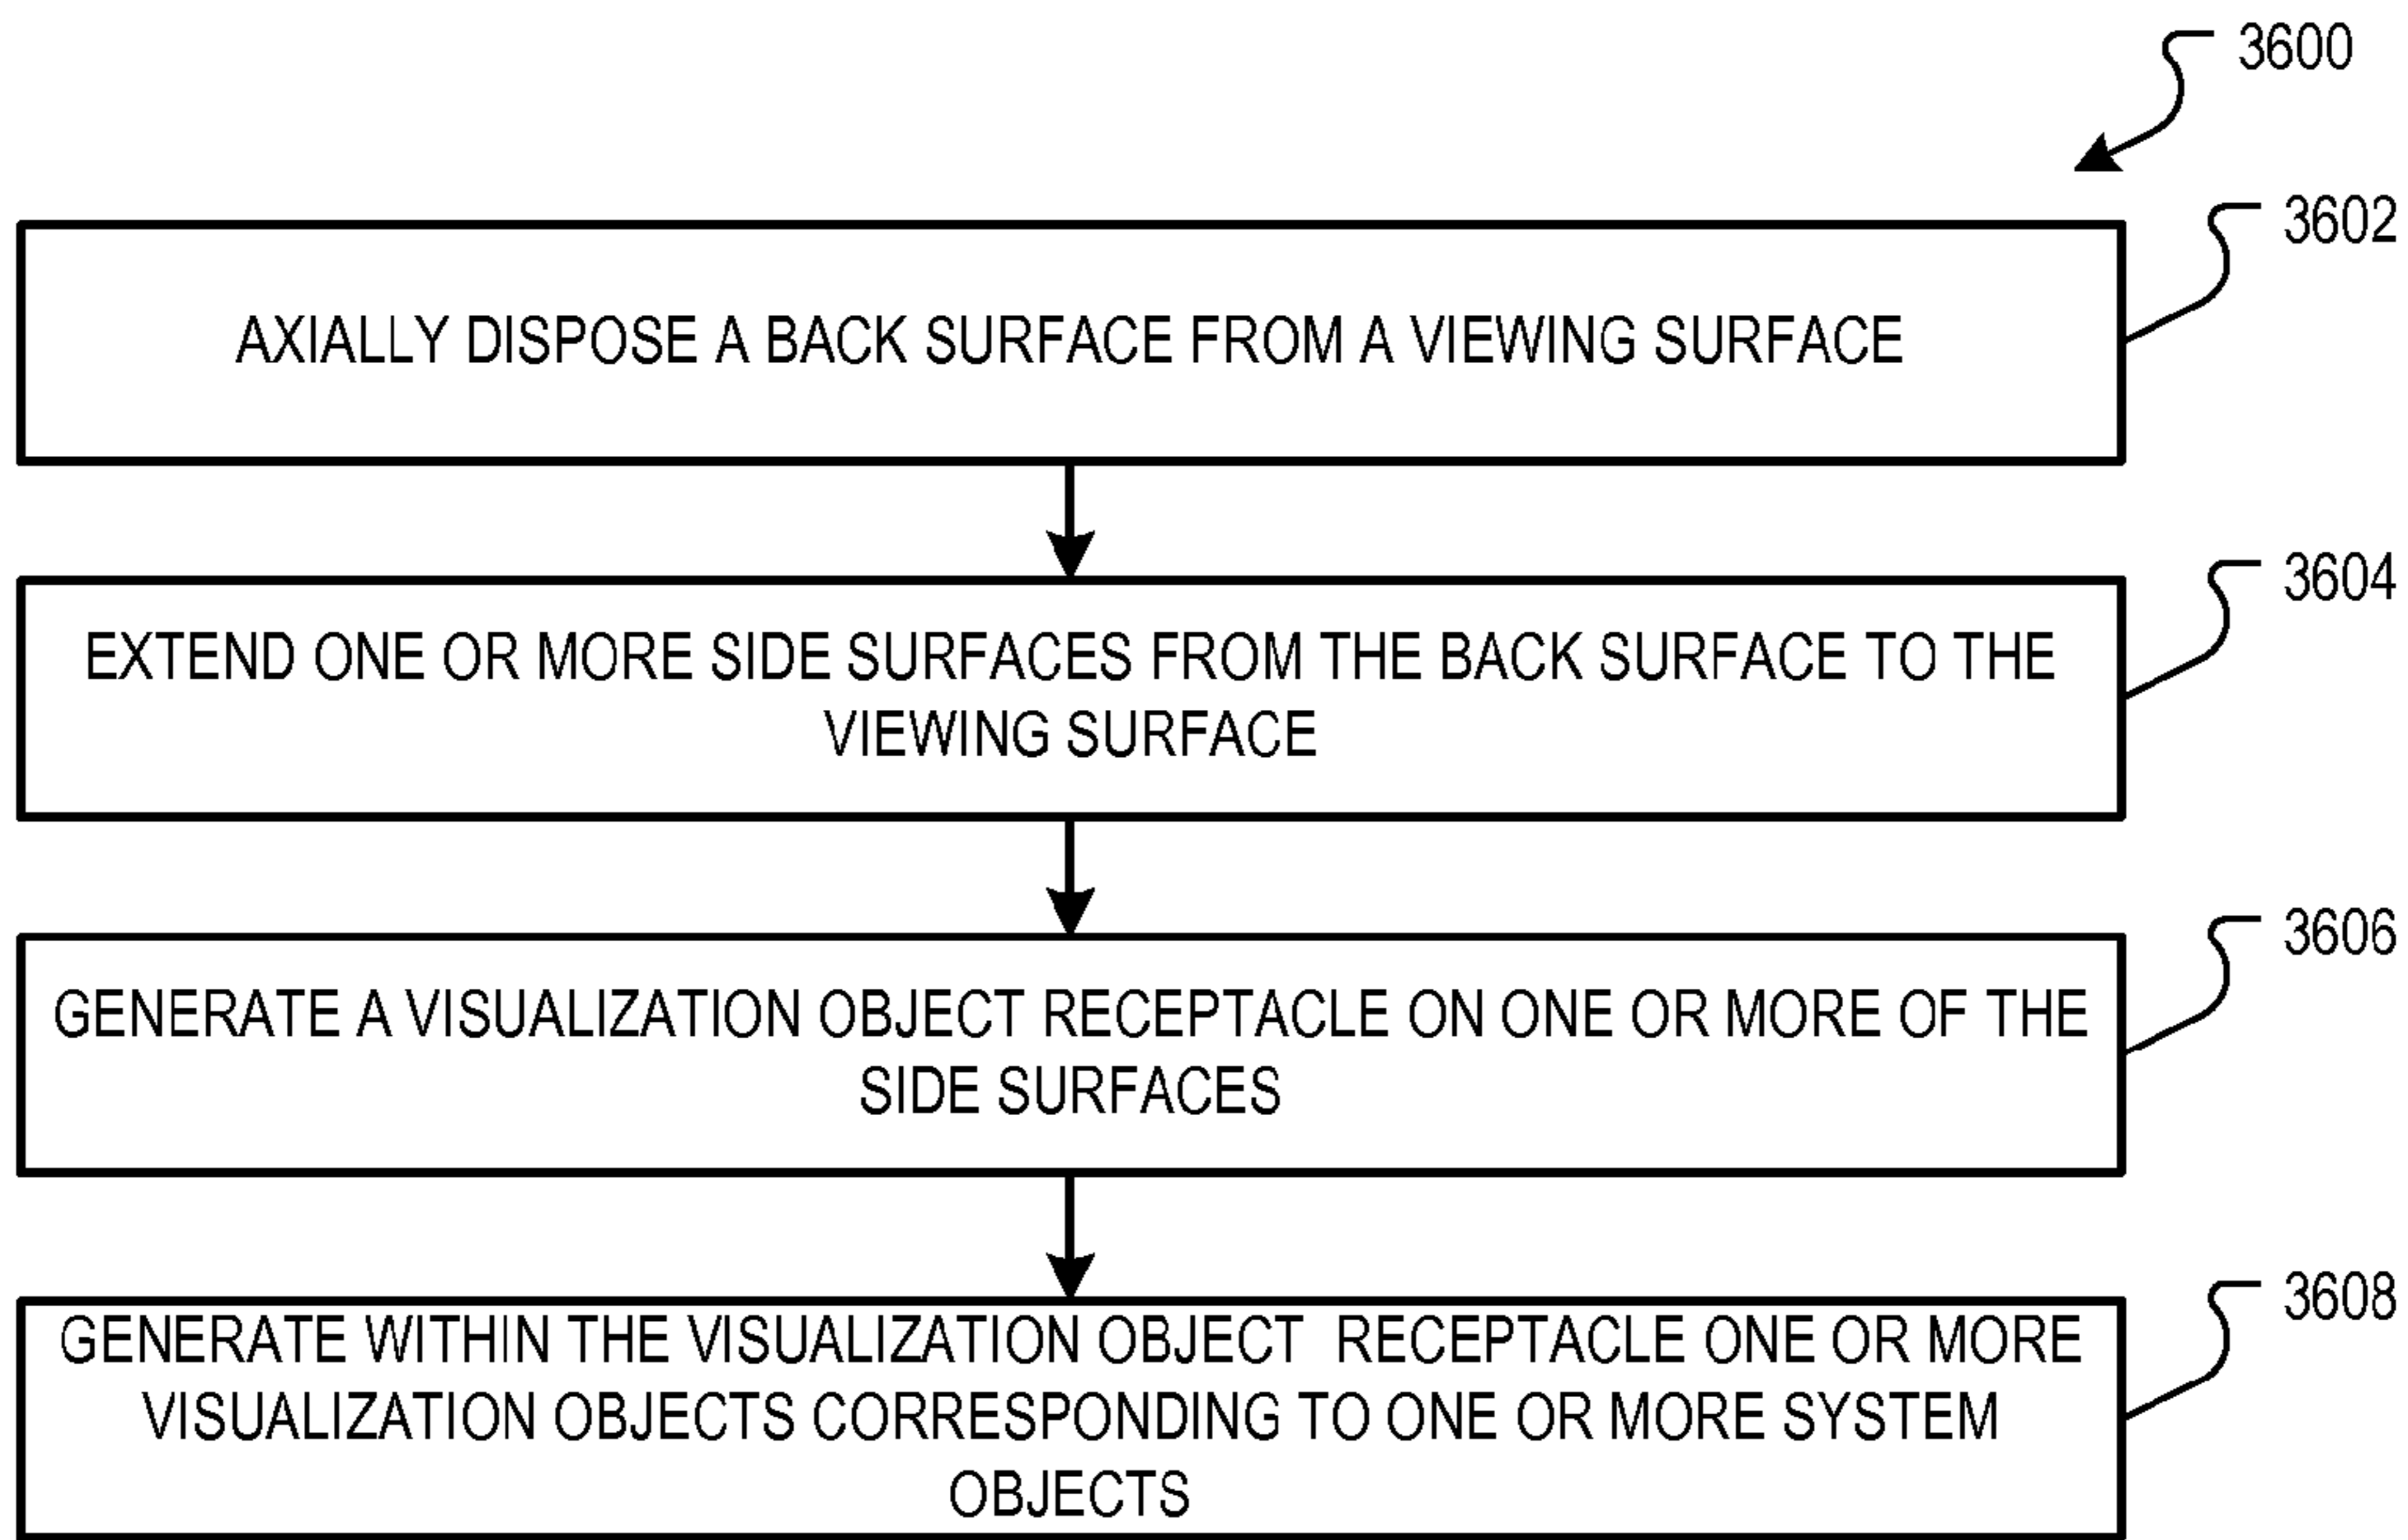 3600
3602
AXIALLY DISPOSE A BACK SURFACE FROM A VIEWING SURFACE
3604
EXTEND ONE OR MORE SIDE SURFACES FROM THE BACK SURFACE TO THE
VIEWING SURFACE
3606
GENERATE A VISUALIZATION OBJECT RECEPTACLE ON ONE OR MORE OF THE
SIDE SURFACES
3608
GENERATE WITHIN THE VISUALIZATION OBJECT RECEPTACLE ONE OR MORE
VISUALIZATION OBJECTS CORRESPONDING TO ONE OR MORE SYSTEM
OBJECTS